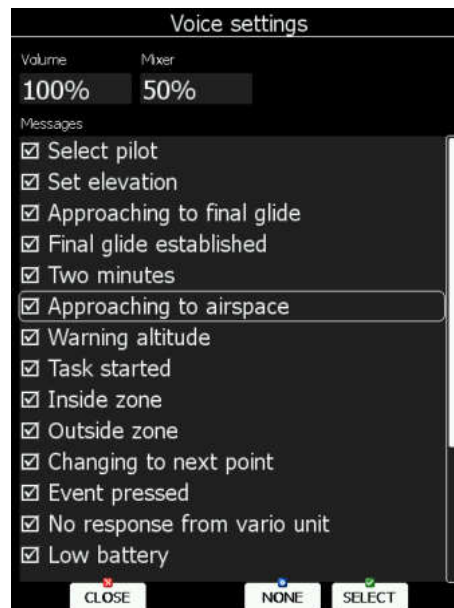 Voice settings
Volume Mixer
100% 50%
Messages
Select pilot
Set elevation
Approaching to final glide
Final glide established
Two minutes
Approaching to airspace
Warning altitude
Task started
Inside zone
Outside zone
Changing to next point
Event pressed
No response from vario unit
Low battery
CLOSE NONE SELECT